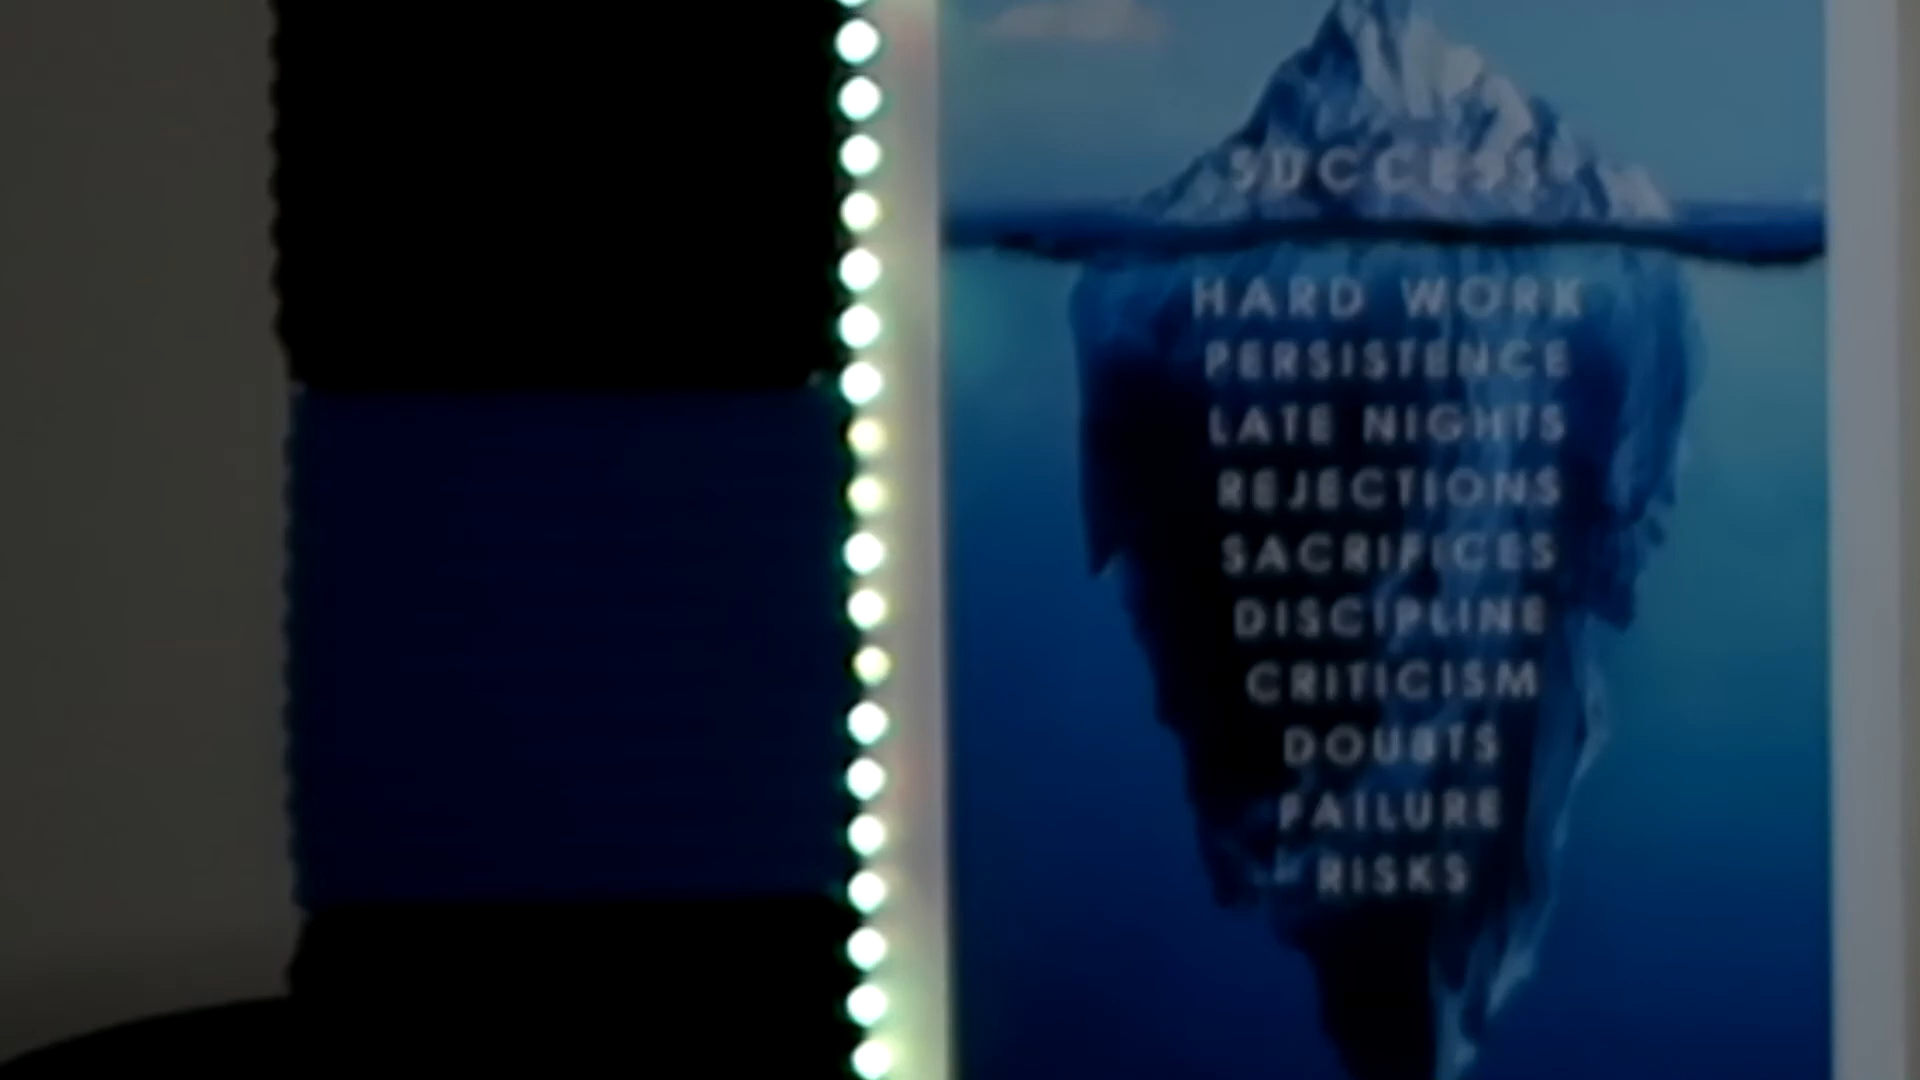 SUCCESS
HARD WORK
PERSISTENCE
LATE NIGHTS
REJECTIONS
SACRIFICES
DISCIPLINE
CRITICISM
DOUBTS
FAILURE
RISKS